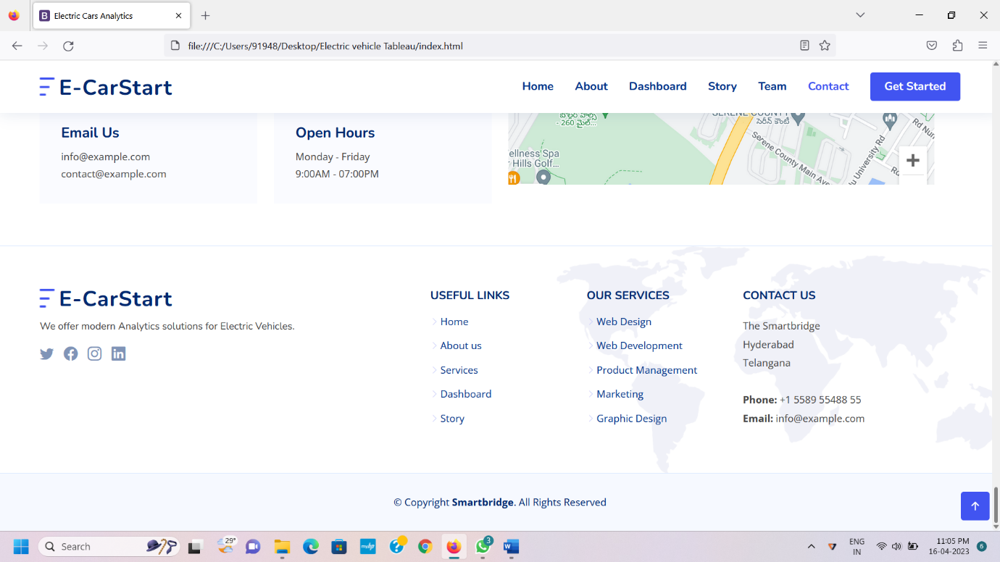 Electric Cars Analytics
file:///C:/Users/91948/Desktop/Electric vehicle Tableau/index.html
E-CarStart
Home
About
Dashboard
Story
Team
Contact
Get Started
Email Us
info@example.com
contact@example.com
Open Hours
Monday - Friday
9:00AM - 07:00PM
- 260 మైల్...
SERENE COUNTY
సెరీన్ కౌంటీ
ellness Spa
Hills Golf...
Serene County Main Ave
University Rd
Rd Nun
E-CarStart
We offer modern Analytics solutions for Electric Vehicles.
USEFUL LINKS
Home
About us
Services
Dashboard
Story
OUR SERVICES
Web Design
Web Development
Product Management
Marketing
Graphic Design
CONTACT US
The Smartbridge
Hyderabad
Telangana
Phone: +1 5589 55488 55
Email: info@example.com
© Copyright Smartbridge. All Rights Reserved
Search
29°
3
ENG
IN
11:05 PM
16-04-2023
6